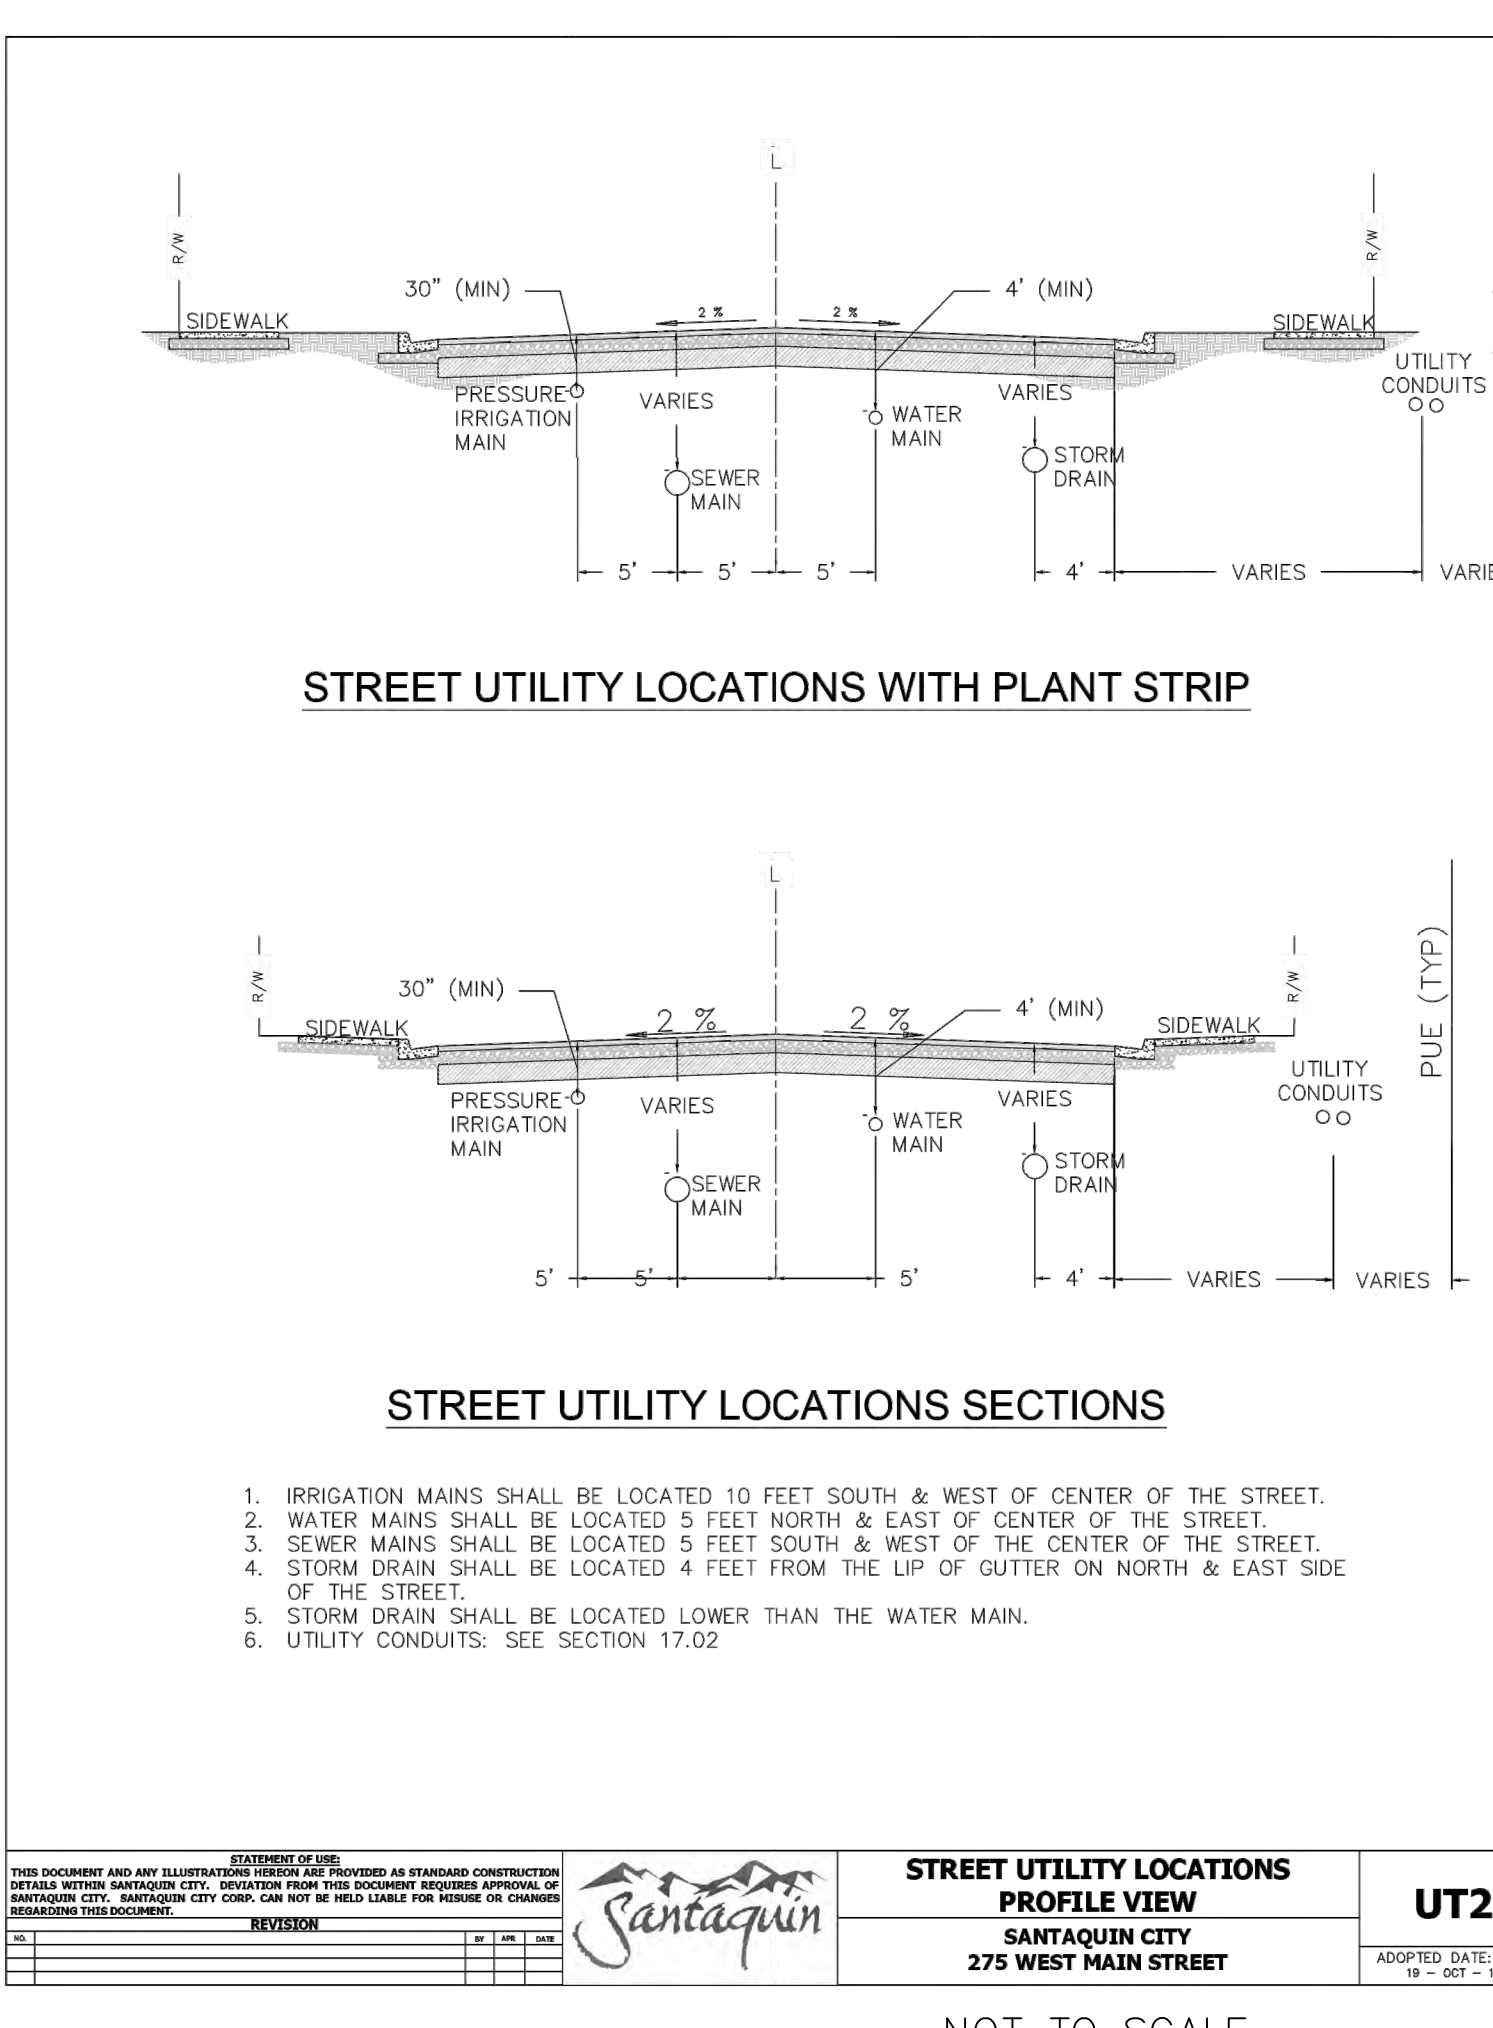 L
R/W
R/W
30" (MIN)
4' (MIN)
2 %
2 %
SIDEWALK
SIDEWALK
UTILITY
CONDUITS
PRESSURE
IRRIGATION
MAIN
VARIES
WATER
MAIN
VARIES
STORM
DRAIN
SEWER
MAIN
5'
5'
5'
4'
VARIES
STREET UTILITY LOCATIONS WITH PLANT STRIP
L
R/W
R/W
PUE (TYP)
30" (MIN)
4' (MIN)
2 %
2 %
SIDEWALK
SIDEWALK
UTILITY
CONDUITS
PRESSURE
IRRIGATION
MAIN
VARIES
WATER
MAIN
VARIES
STORM
DRAIN
SEWER
MAIN
5'
5'
5'
4'
VARIES
VARIES
STREET UTILITY LOCATIONS SECTIONS
1. IRRIGATION MAINS SHALL BE LOCATED 10 FEET SOUTH & WEST OF CENTER OF THE STREET.
2. WATER MAINS SHALL BE LOCATED 5 FEET NORTH & EAST OF CENTER OF THE STREET.
3. SEWER MAINS SHALL BE LOCATED 5 FEET SOUTH & WEST OF THE CENTER OF THE STREET.
4. STORM DRAIN SHALL BE LOCATED 4 FEET FROM THE LIP OF GUTTER ON NORTH & EAST SIDE
OF THE STREET.
5. STORM DRAIN SHALL BE LOCATED LOWER THAN THE WATER MAIN.
6. UTILITY CONDUITS: SEE SECTION 17.02
STATEMENT OF USE:
THIS DOCUMENT AND ANY ILLUSTRATIONS HEREON ARE PROVIDED AS STANDARD CONSTRUCTION
DETAILS WITHIN SANTAQUIN CITY. DEVIATION FROM THIS DOCUMENT REQUIRES APPROVAL OF
SANTAQUIN CITY. SANTAQUIN CITY CORP. CAN NOT BE HELD LIABLE FOR MISUSE OR CHANGES
REGARDING THIS DOCUMENT.
REVISION
NO. BY APR DATE
Santaquin
STREET UTILITY LOCATIONS
PROFILE VIEW
SANTAQUIN CITY
275 WEST MAIN STREET
UT2
ADOPTED DATE:
19 - OCT - 1
NOT TO SCALE